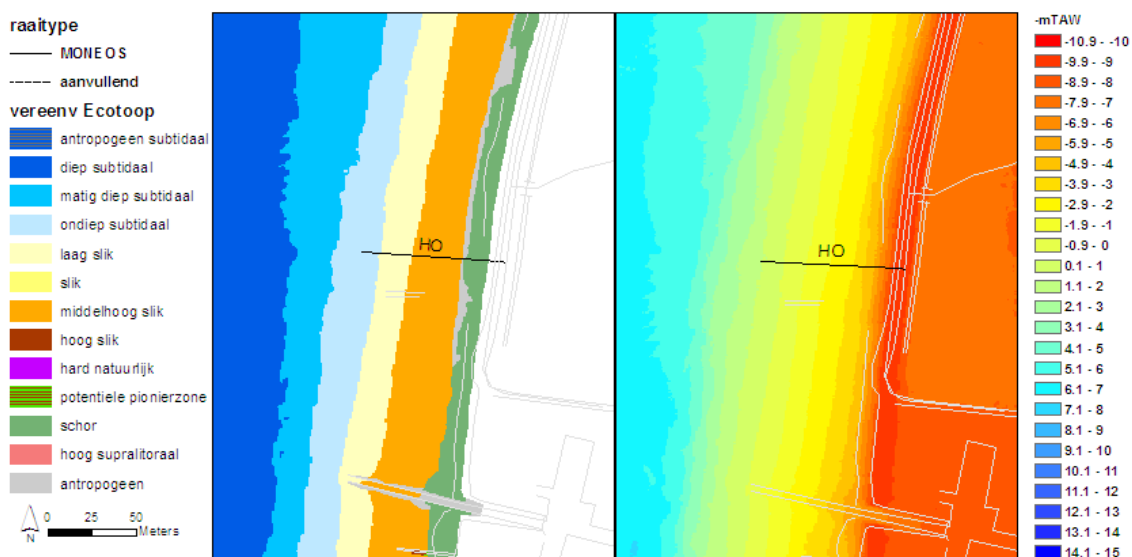 raaitype
MONEOS
aanvullend
vereenv Ecotoop
antropogeen subtidaal
diep subtidaal
matig diep subtidaal
ondiep subtidaal
laag slik
slik
middelhoog slik
hoog slik
hard natuurlijk
potentiele pionierzone
schor
hoog supralitoraal
antropogeen
0 25 50
Meters
N
HO
HO
-mTAW
-10.9 - -10
-9.9 - -9
-8.9 - -8
-7.9 - -7
-6.9 - -6
-5.9 - -5
-4.9 - -4
-3.9 - -3
-2.9 - -2
-1.9 - -1
-0.9 - 0
0.1 - 1
1.1 - 2
2.1 - 3
3.1 - 4
4.1 - 5
5.1 - 6
6.1 - 7
7.1 - 8
8.1 - 9
9.1 - 10
10.1 - 11
11.1 - 12
12.1 - 13
13.1 - 14
14.1 - 15